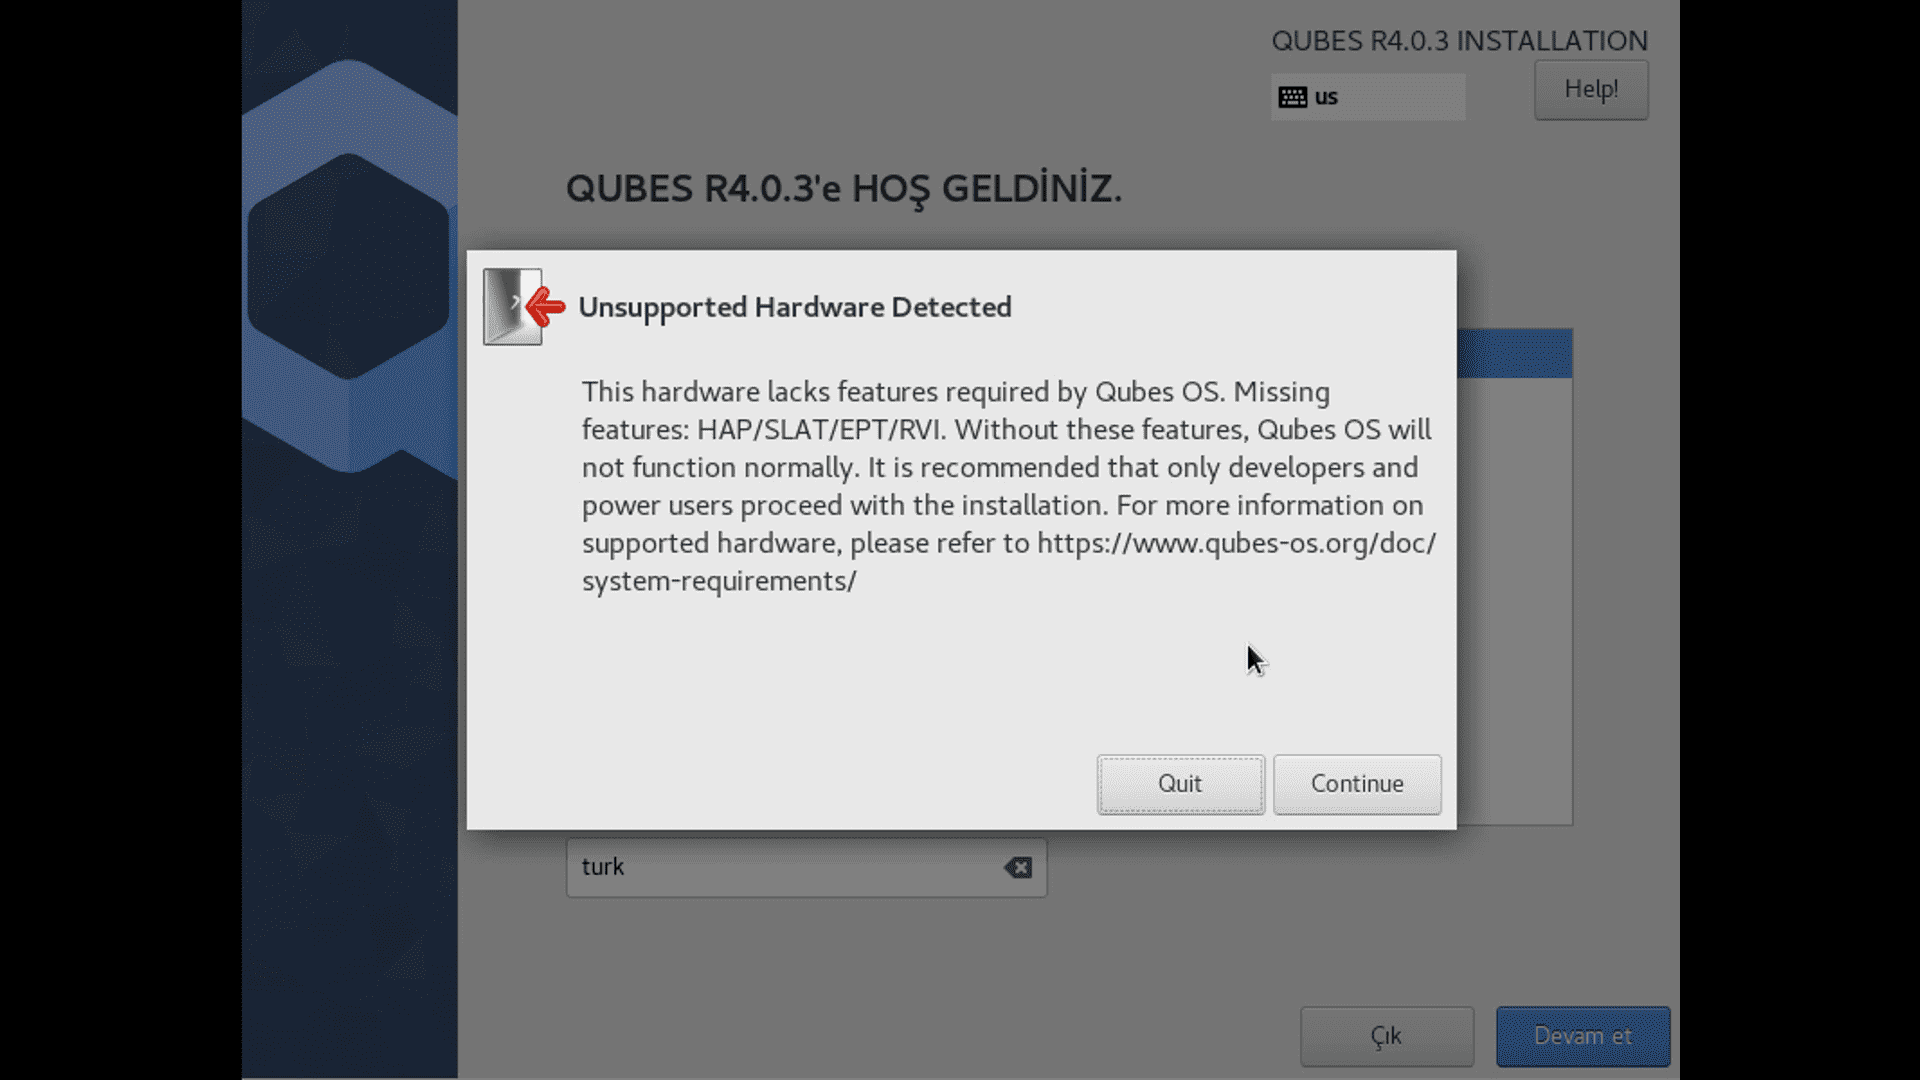 QUBES R4.0.3 INSTALLATION
us
Help!
QUBES R4.0.3'e HOŞ GELDİNİZ.
Unsupported Hardware Detected
This hardware lacks features required by Qubes OS. Missing
features: HAP/SLAT/EPT/RVI. Without these features, Qubes OS will
not function normally. It is recommended that only developers and
power users proceed with the installation. For more information on
supported hardware, please refer to https://www.qubes-os.org/doc/
system-requirements/
Quit
Continue
turk
Çık
Devam et